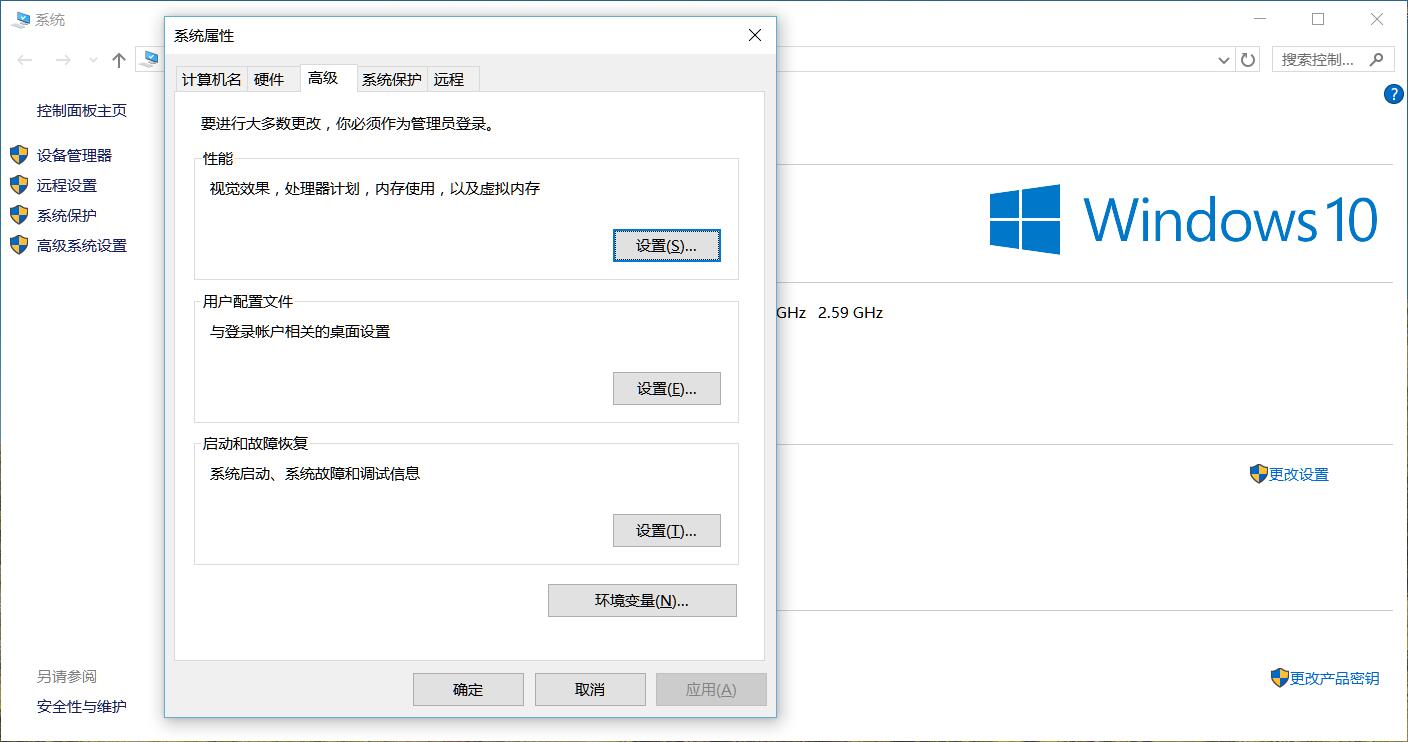 系统
搜索控制...
控制面板主页
设备管理器
远程设置
系统保护
高级系统设置
另请参阅
安全性与维护
系统属性
计算机名 硬件 高级 系统保护 远程
要进行大多数更改，你必须作为管理员登录。
性能
视觉效果，处理器计划，内存使用，以及虚拟内存
设置(S)...
用户配置文件
与登录帐户相关的桌面设置
设置(E)...
启动和故障恢复
系统启动、系统故障和调试信息
设置(T)...
环境变量(N)...
确定 取消 应用(A)
?
Windows 10
GHz 2.59 GHz
更改设置
更改产品密钥